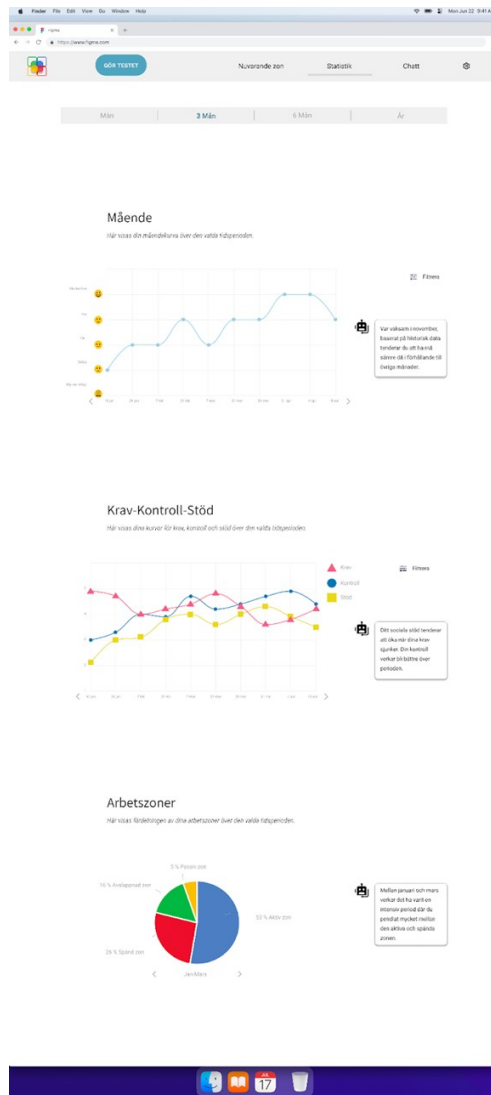 Finder File Edit View Go Window Help
Mon Jun 22 9:41 A
Figma
https://www.figma.com
GÖR TESTET
Nuvarande zon
Statistik
Chatt
Mån
3 Mån
6 Mån
År
Mående
Här visas din måendekurva över den valda tidsperioden.
Filtrera
Var vaksam i november,
baserat på historisk data
tenderar du att ha må
sämre då i förhållande till
övriga månader.
Krav-Kontroll-Stöd
Här visas dina kurvor för krav, kontroll och stöd över den valda tidsperioden.
Krav
Kontroll
Stöd
Filtrera
Ditt sociala stöd tenderar
att öka när dina krav
sjunker. Din kontroll
verkar bli bättre över
perioden.
Arbetszoner
Här visas fördelningen av dina arbetszoner över den valda tidsperioden.
5 % Passiv zon
16 % Avslappnad zon
53 % Aktiv zon
26 % Spänd zon
Jan-Mars
Mellan januari och mars
verkar det ha varit en
intensiv period där du
pendlat mycket mellan
den aktiva och spända
zonen.
JUL
17